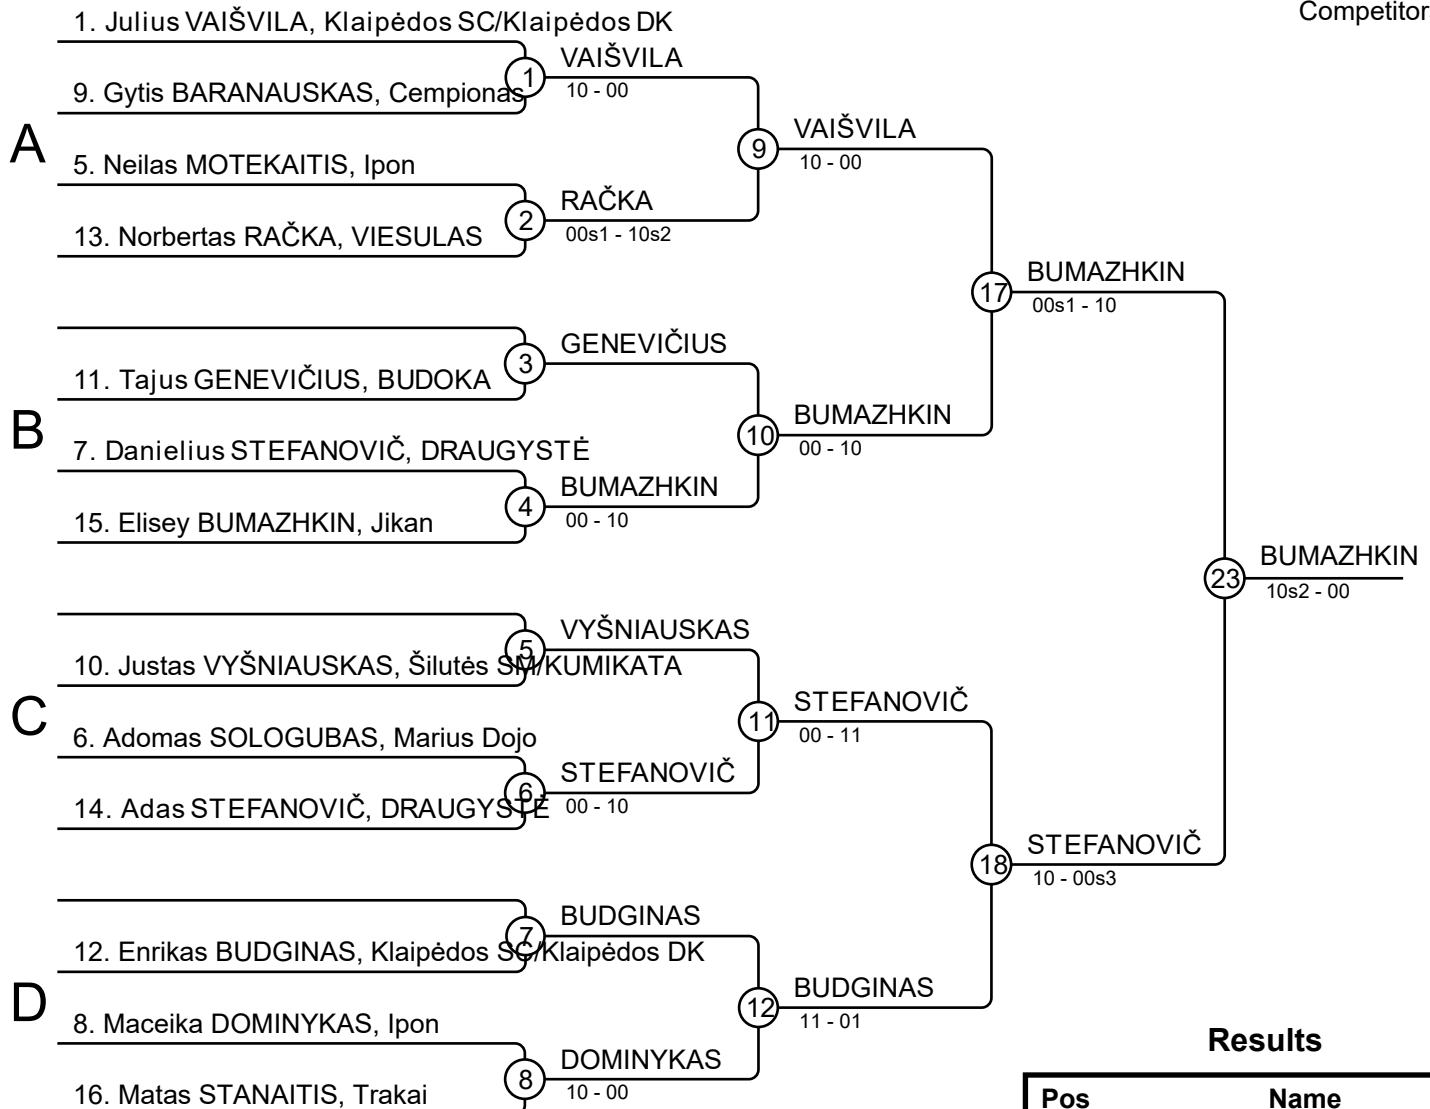 Competitor
1. Julius VAIŠVILA, Klaipėdos SC/Klaipėdos DK
9. Gytis BARANAUSKAS, Cempionas
1
VAIŠVILA
10 - 00
A
5. Neilas MOTEKAITIS, Ipon
13. Norbertas RAČKA, VIESULAS
2
RAČKA
00s1 - 10s2
9
VAIŠVILA
10 - 00
11. Tajus GENEVIČIUS, BUDOKA
3
GENEVIČIUS
B
7. Danielius STEFANOVIČ, DRAUGYSTĖ
15. Elisey BUMAZHKIN, Jikan
4
BUMAZHKIN
00 - 10
10
BUMAZHKIN
00 - 10
17
BUMAZHKIN
00s1 - 10
10. Justas VYŠNIAUSKAS, Šilutės SM/KUMIKATA
5
VYŠNIAUSKAS
C
6. Adomas SOLOGUBAS, Marius Dojo
14. Adas STEFANOVIČ, DRAUGYSTĖ
6
STEFANOVIČ
00 - 10
11
STEFANOVIČ
00 - 11
12. Enrikas BUDGINAS, Klaipėdos SC/Klaipėdos DK
7
BUDGINAS
D
8. Maceika DOMINYKAS, Ipon
16. Matas STANAITIS, Trakai
8
DOMINYKAS
10 - 00
12
BUDGINAS
11 - 01
18
STEFANOVIČ
10 - 00s3
23
BUMAZHKIN
10s2 - 00
Results
Pos Name